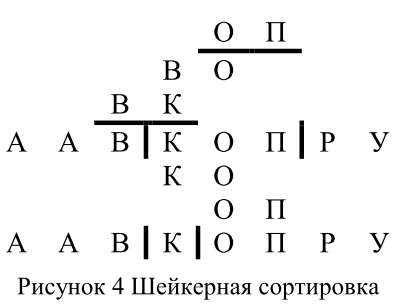 О П
В О
В К
А А В К О П Р У
К О
О П
А А В К О П Р У
Рисунок 4 Шейкерная сортировка